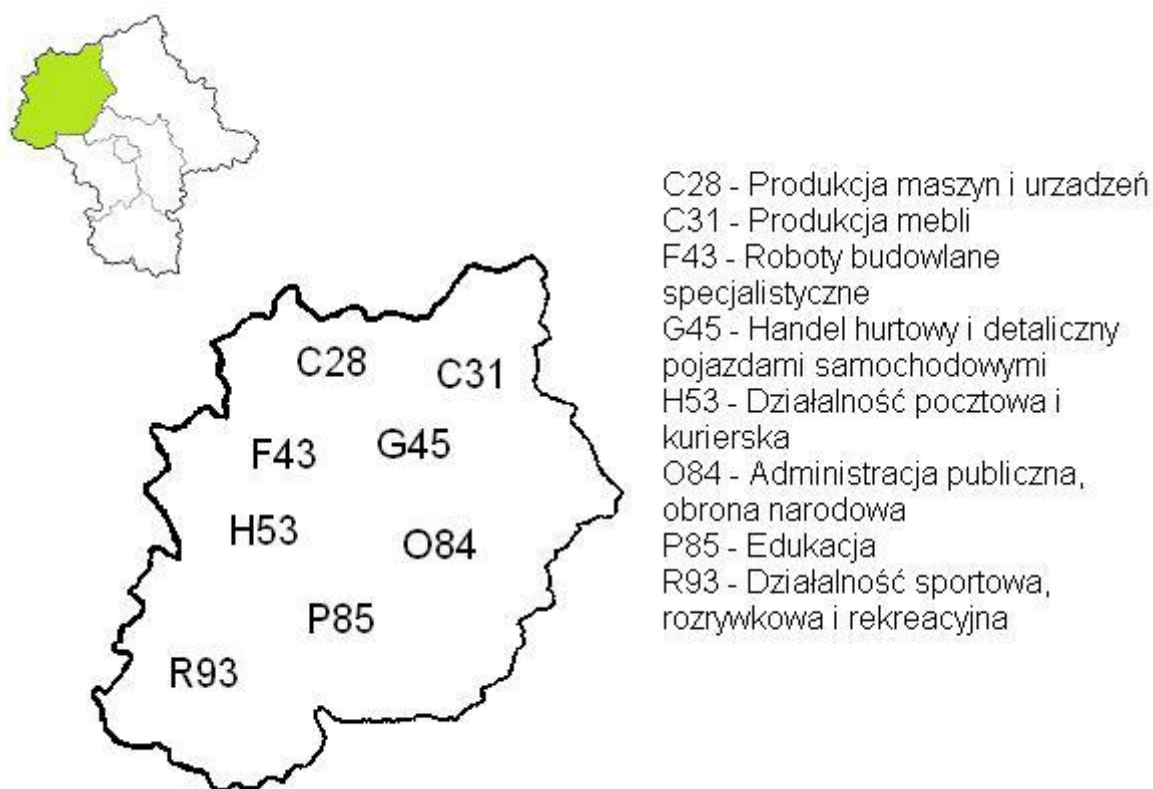 C28
C31
F43
G45
H53
O84
P85
R93
C28 - Produkcja maszyn i urzadzeń
C31 - Produkcja mebli
F43 - Roboty budowlane
specjalistyczne
G45 - Handel hurtowy i detaliczny
pojazdami samochodowymi
H53 - Działalność pocztowa i
kurierska
O84 - Administracja publiczna,
obrona narodowa
P85 - Edukacja
R93 - Działalność sportowa,
rozrywkowa i rekreacyjna